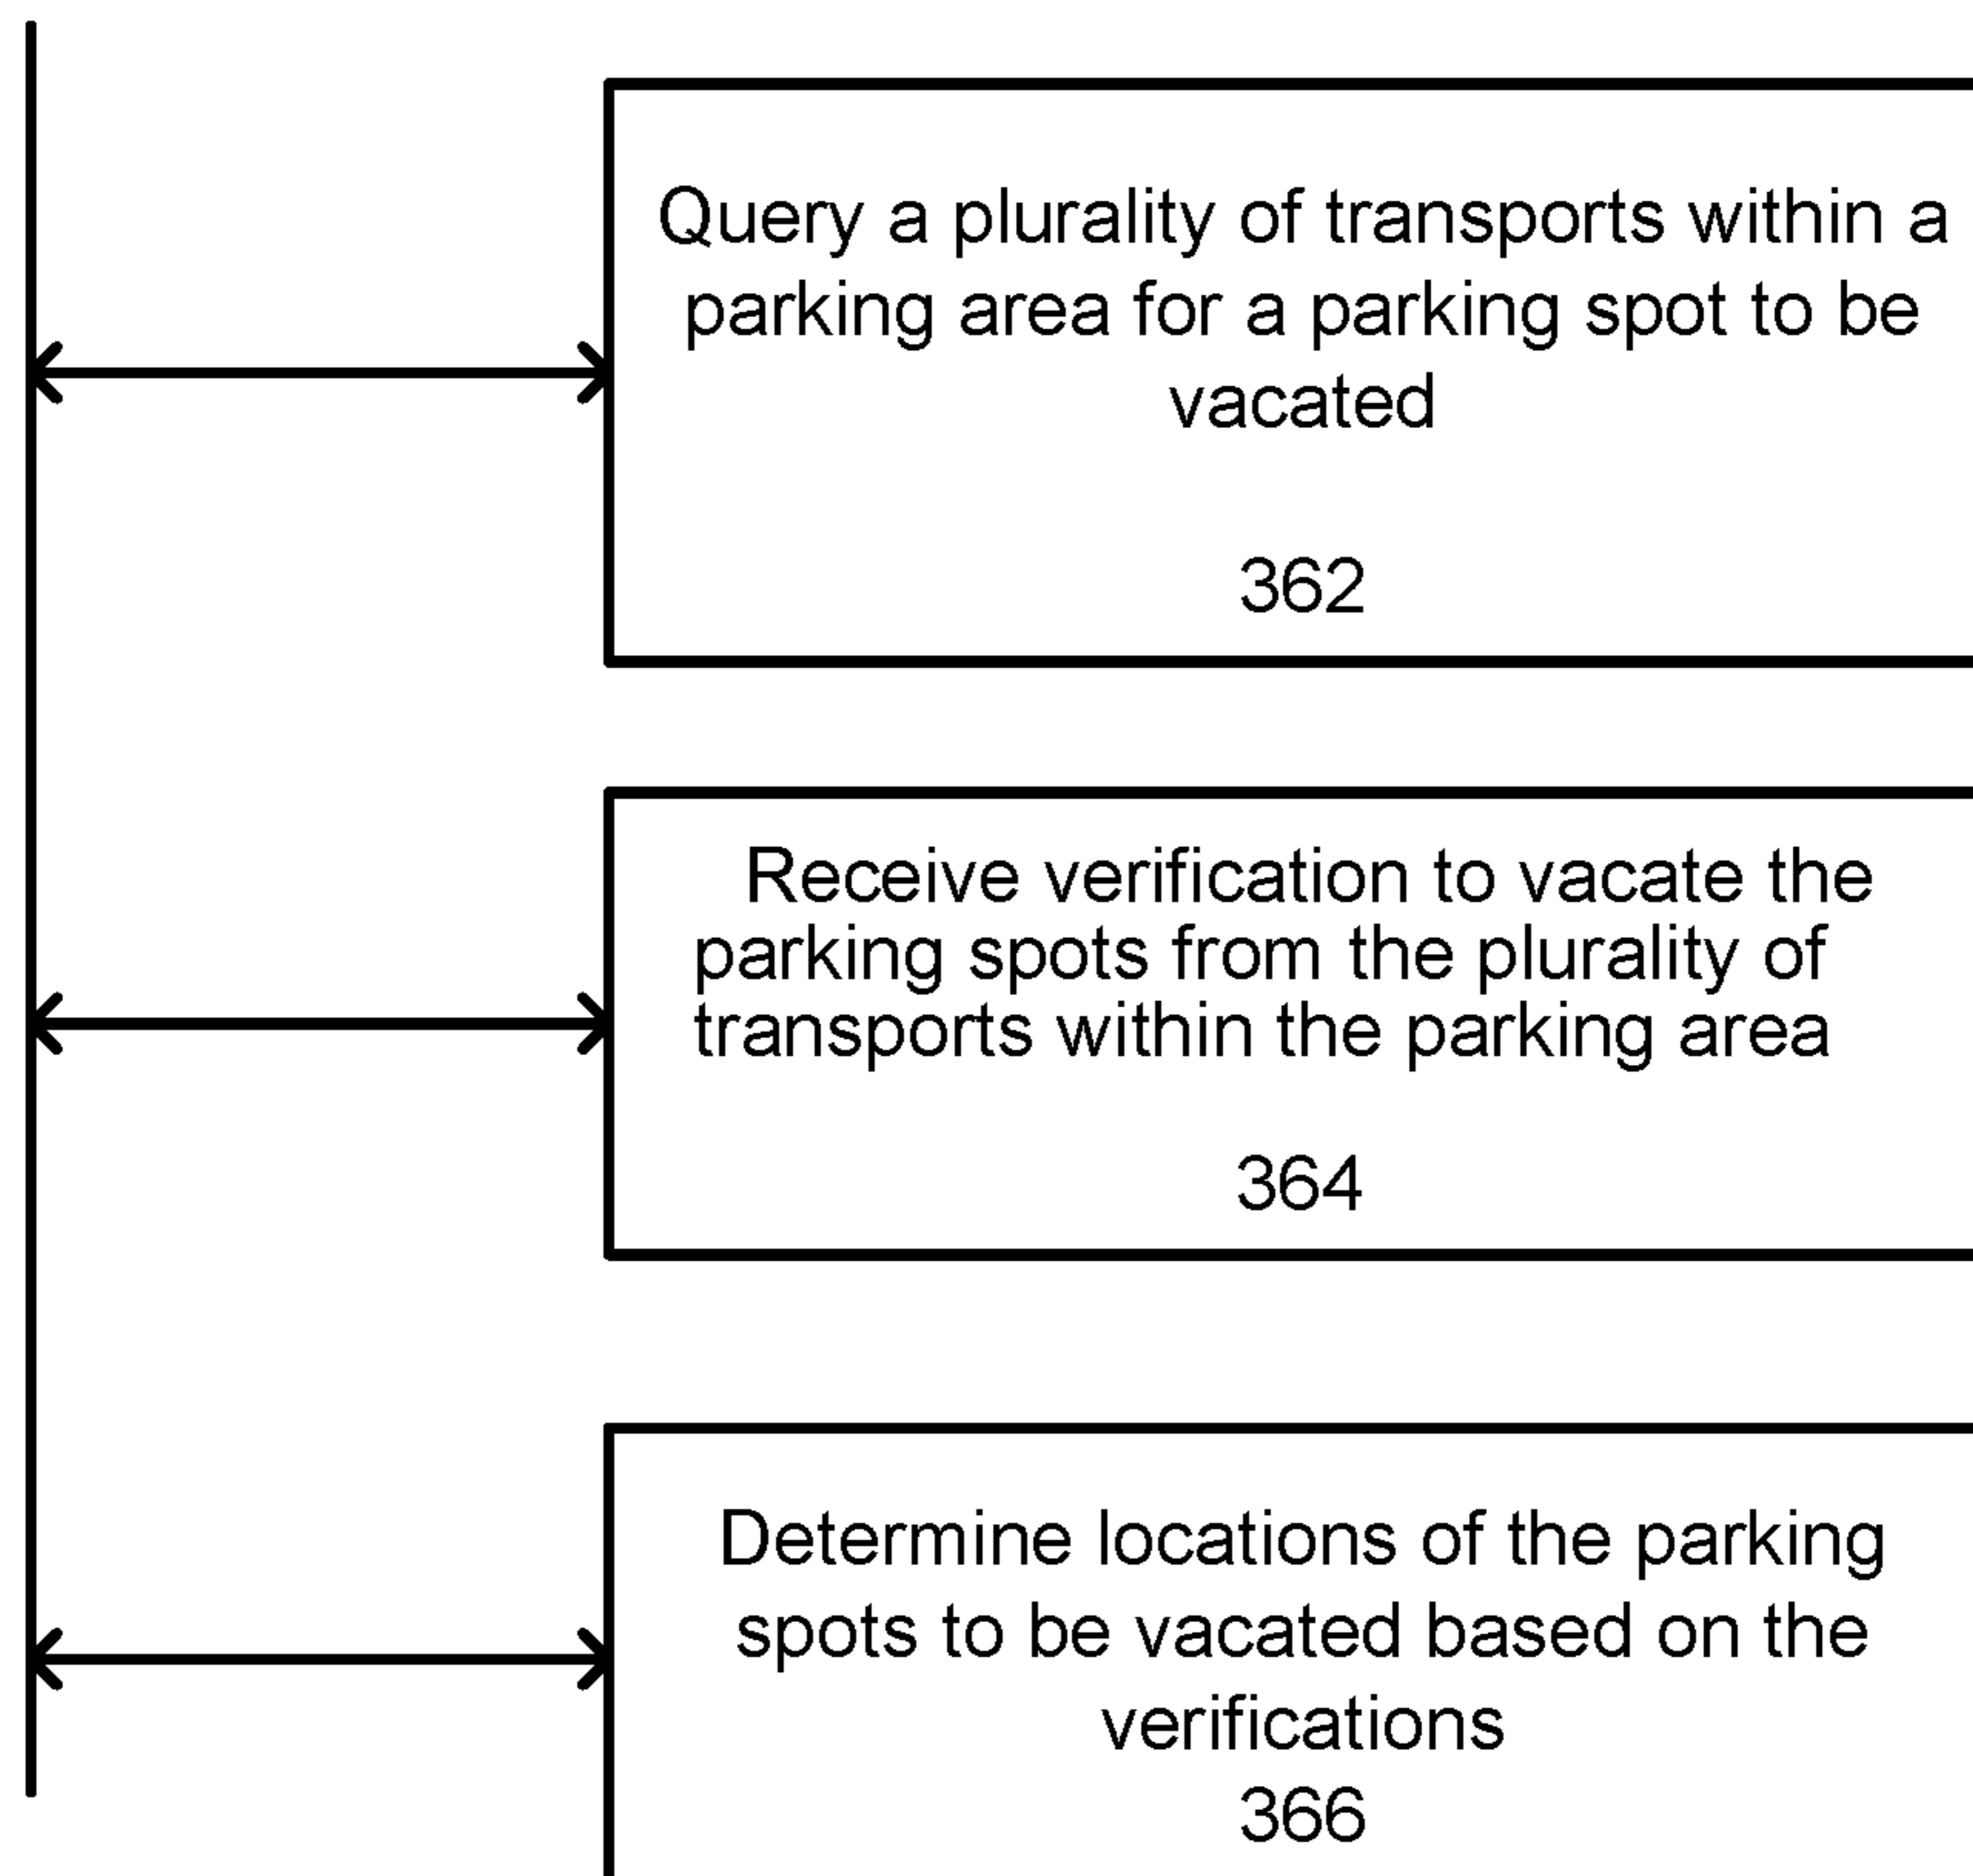 Query a plurality of transports within a
parking area for a parking spot to be
vacated
362
Receive verification to vacate the
parking spots from the plurality of
transports within the parking area
364
Determine locations of the parking
spots to be vacated based on the
verifications
366